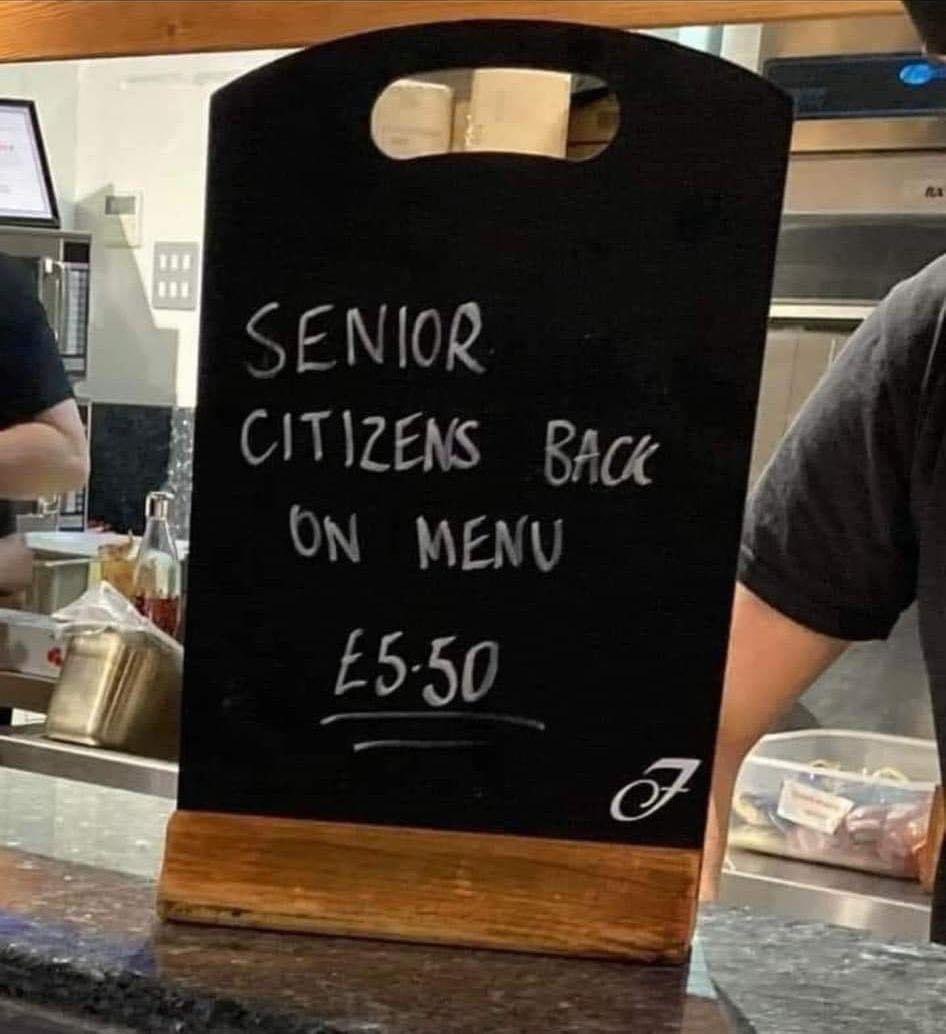 SENIOR
CITIZENS BACK
ON MENU
£5.50